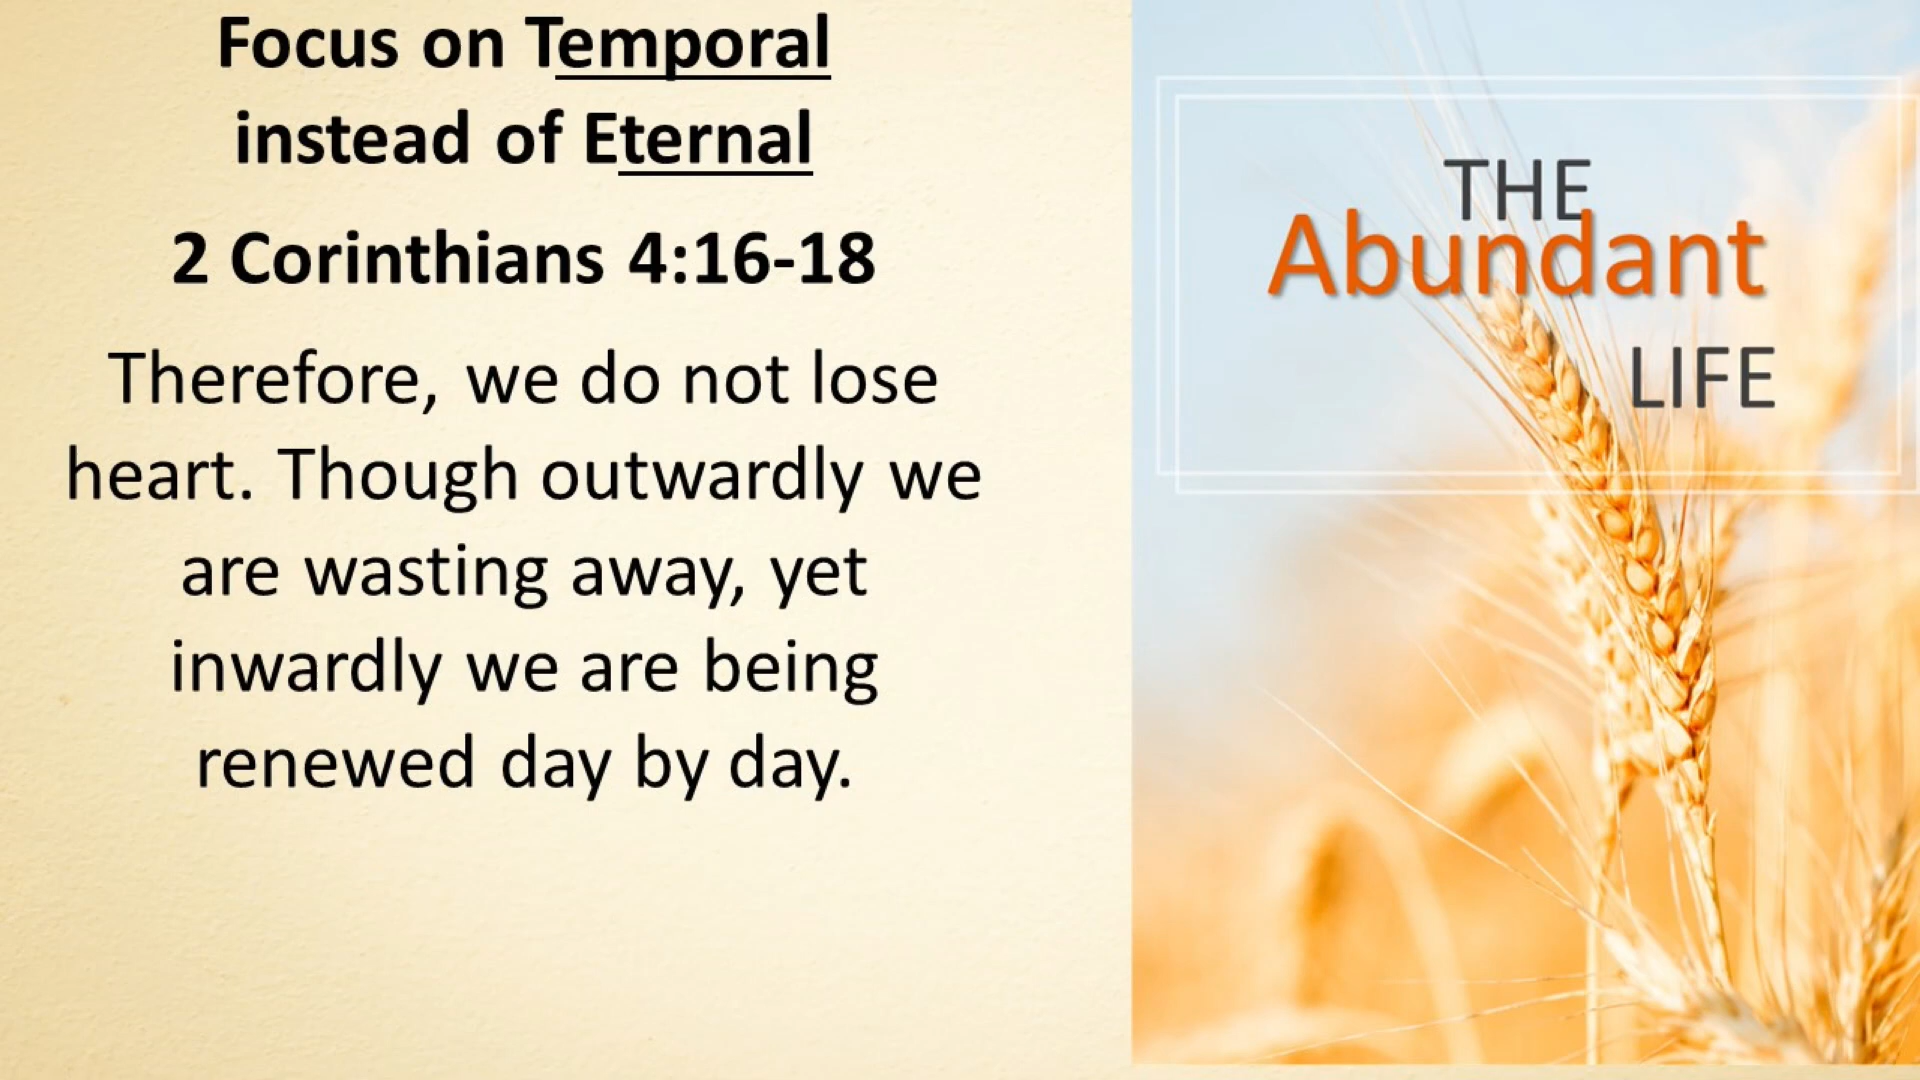 Focus on Temporal
instead of Eternal
2 Corinthians 4:16-18
Therefore, we do not lose
heart. Though outwardly we
are wasting away, yet
inwardly we are being
renewed day by day.
THE
Abundant
LIFE